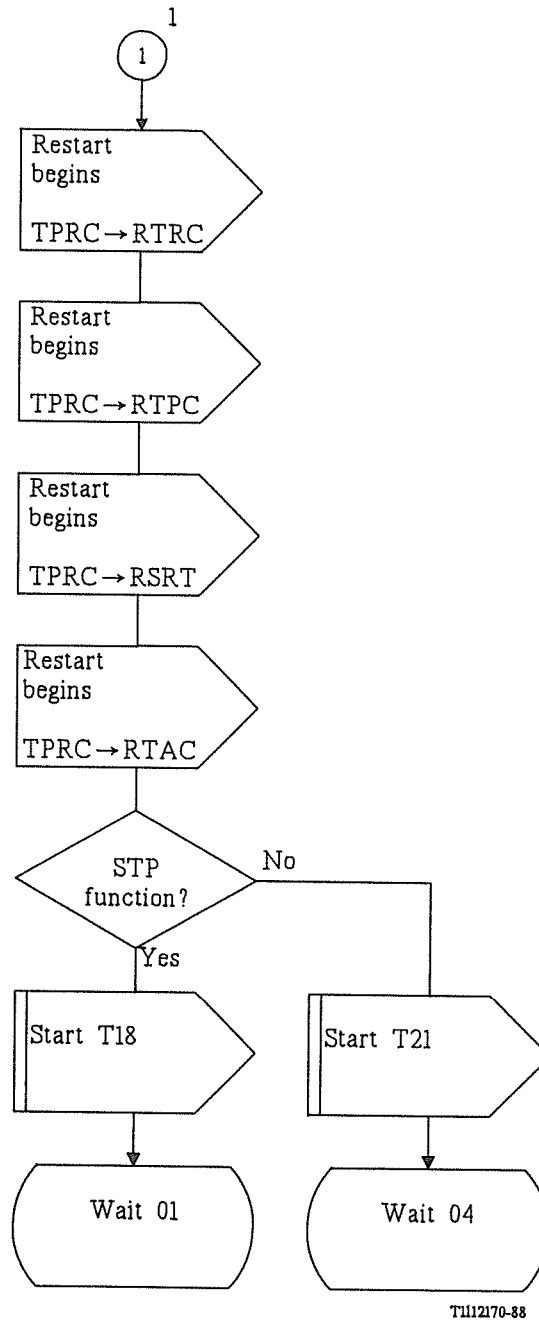 1
1
Restart
begins
TPRC→RTRC
Restart
begins
TPRC→RTPC
Restart
begins
TPRC→RSRT
Restart
begins
TPRC→RTAC
STP
function?
No
Yes
Start T18
Start T21
Wait 01
Wait 04
T1112170-88